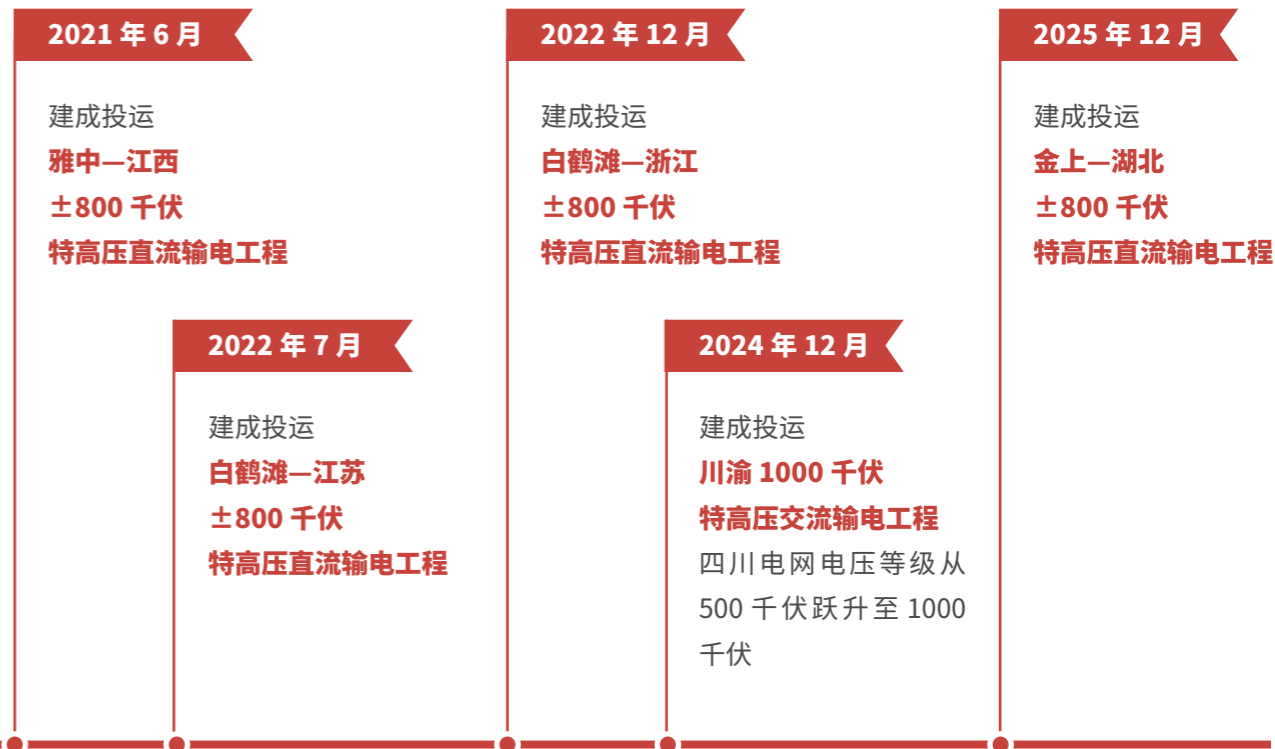 2021 年 6 月
建成投运
雅中—江西
±800 千伏
特高压直流输电工程
2022 年 7 月
建成投运
白鹤滩—江苏
±800 千伏
特高压直流输电工程
2022 年 12 月
建成投运
白鹤滩—浙江
±800 千伏
特高压直流输电工程
2024 年 12 月
建成投运
川渝 1000 千伏
特高压交流输电工程
四川电网电压等级从
500 千伏跃升至 1000
千伏
2025 年 12 月
建成投运
金上—湖北
±800 千伏
特高压直流输电工程